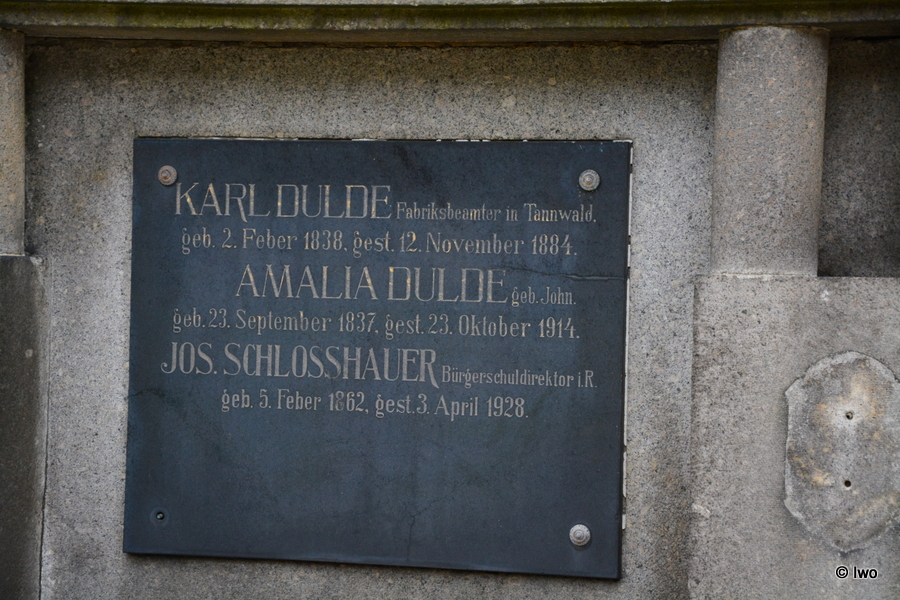 KARL DULDE Fabriksbeamter in Tannwald.
geb. 2. Feber 1838, gest. 12. November 1884.
AMALIA DULDE geb. John.
geb. 23. September 1837, gest. 23. Oktober 1914.
JOS. SCHLOSSHAUER Bürgerschuldirektor i.R.
geb. 5. Feber 1862, gest. 3. April 1928.
© Iwo